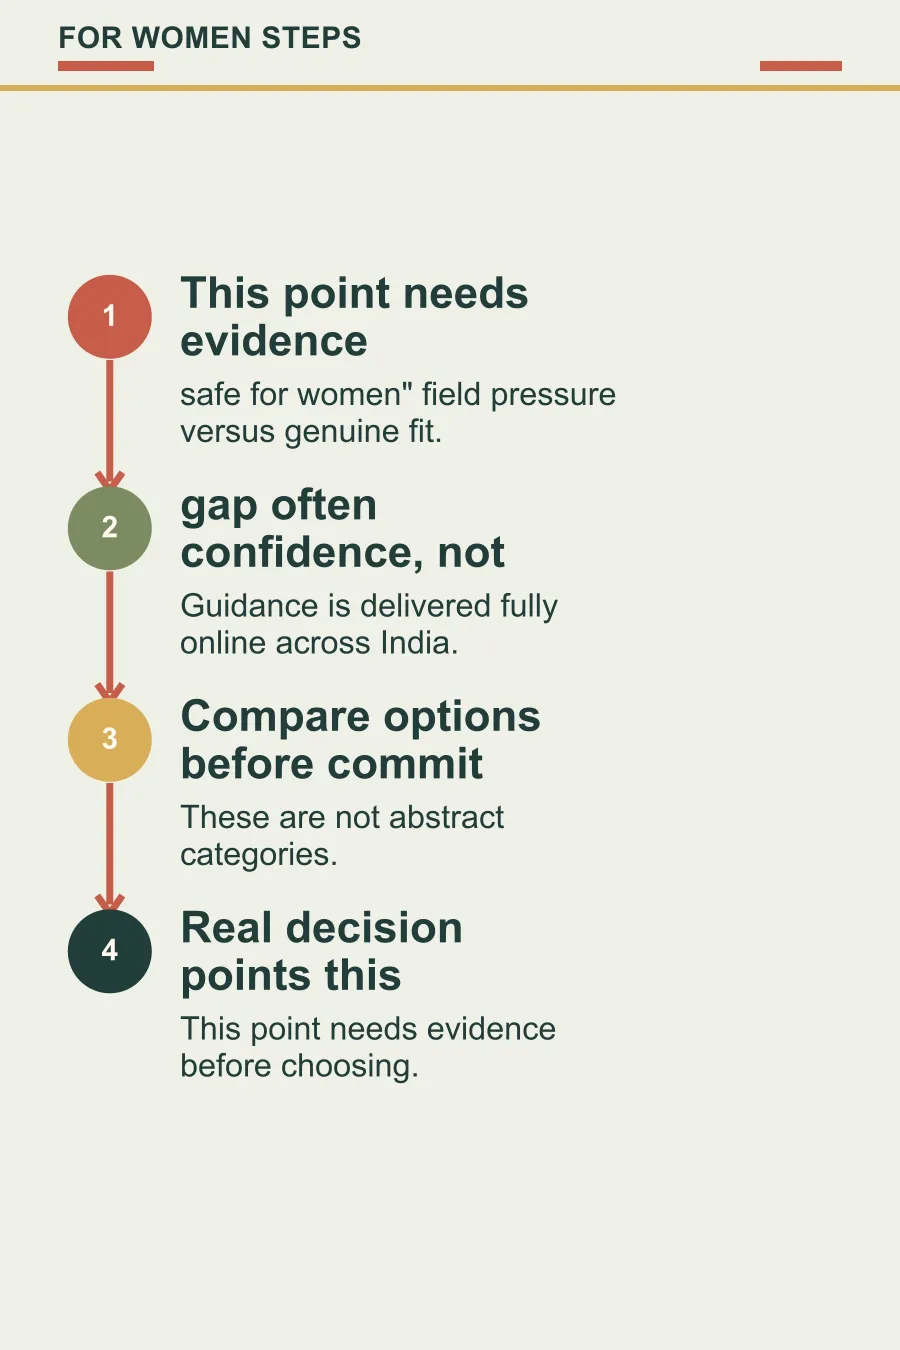 FOR WOMEN STEPS
1
This point needs
evidence
safe for women" field pressure
versus genuine fit.
2
gap often
confidence, not
Guidance is delivered fully
online across India.
3
Compare options
before commit
These are not abstract
categories.
4
Real decision
points this
This point needs evidence
before choosing.